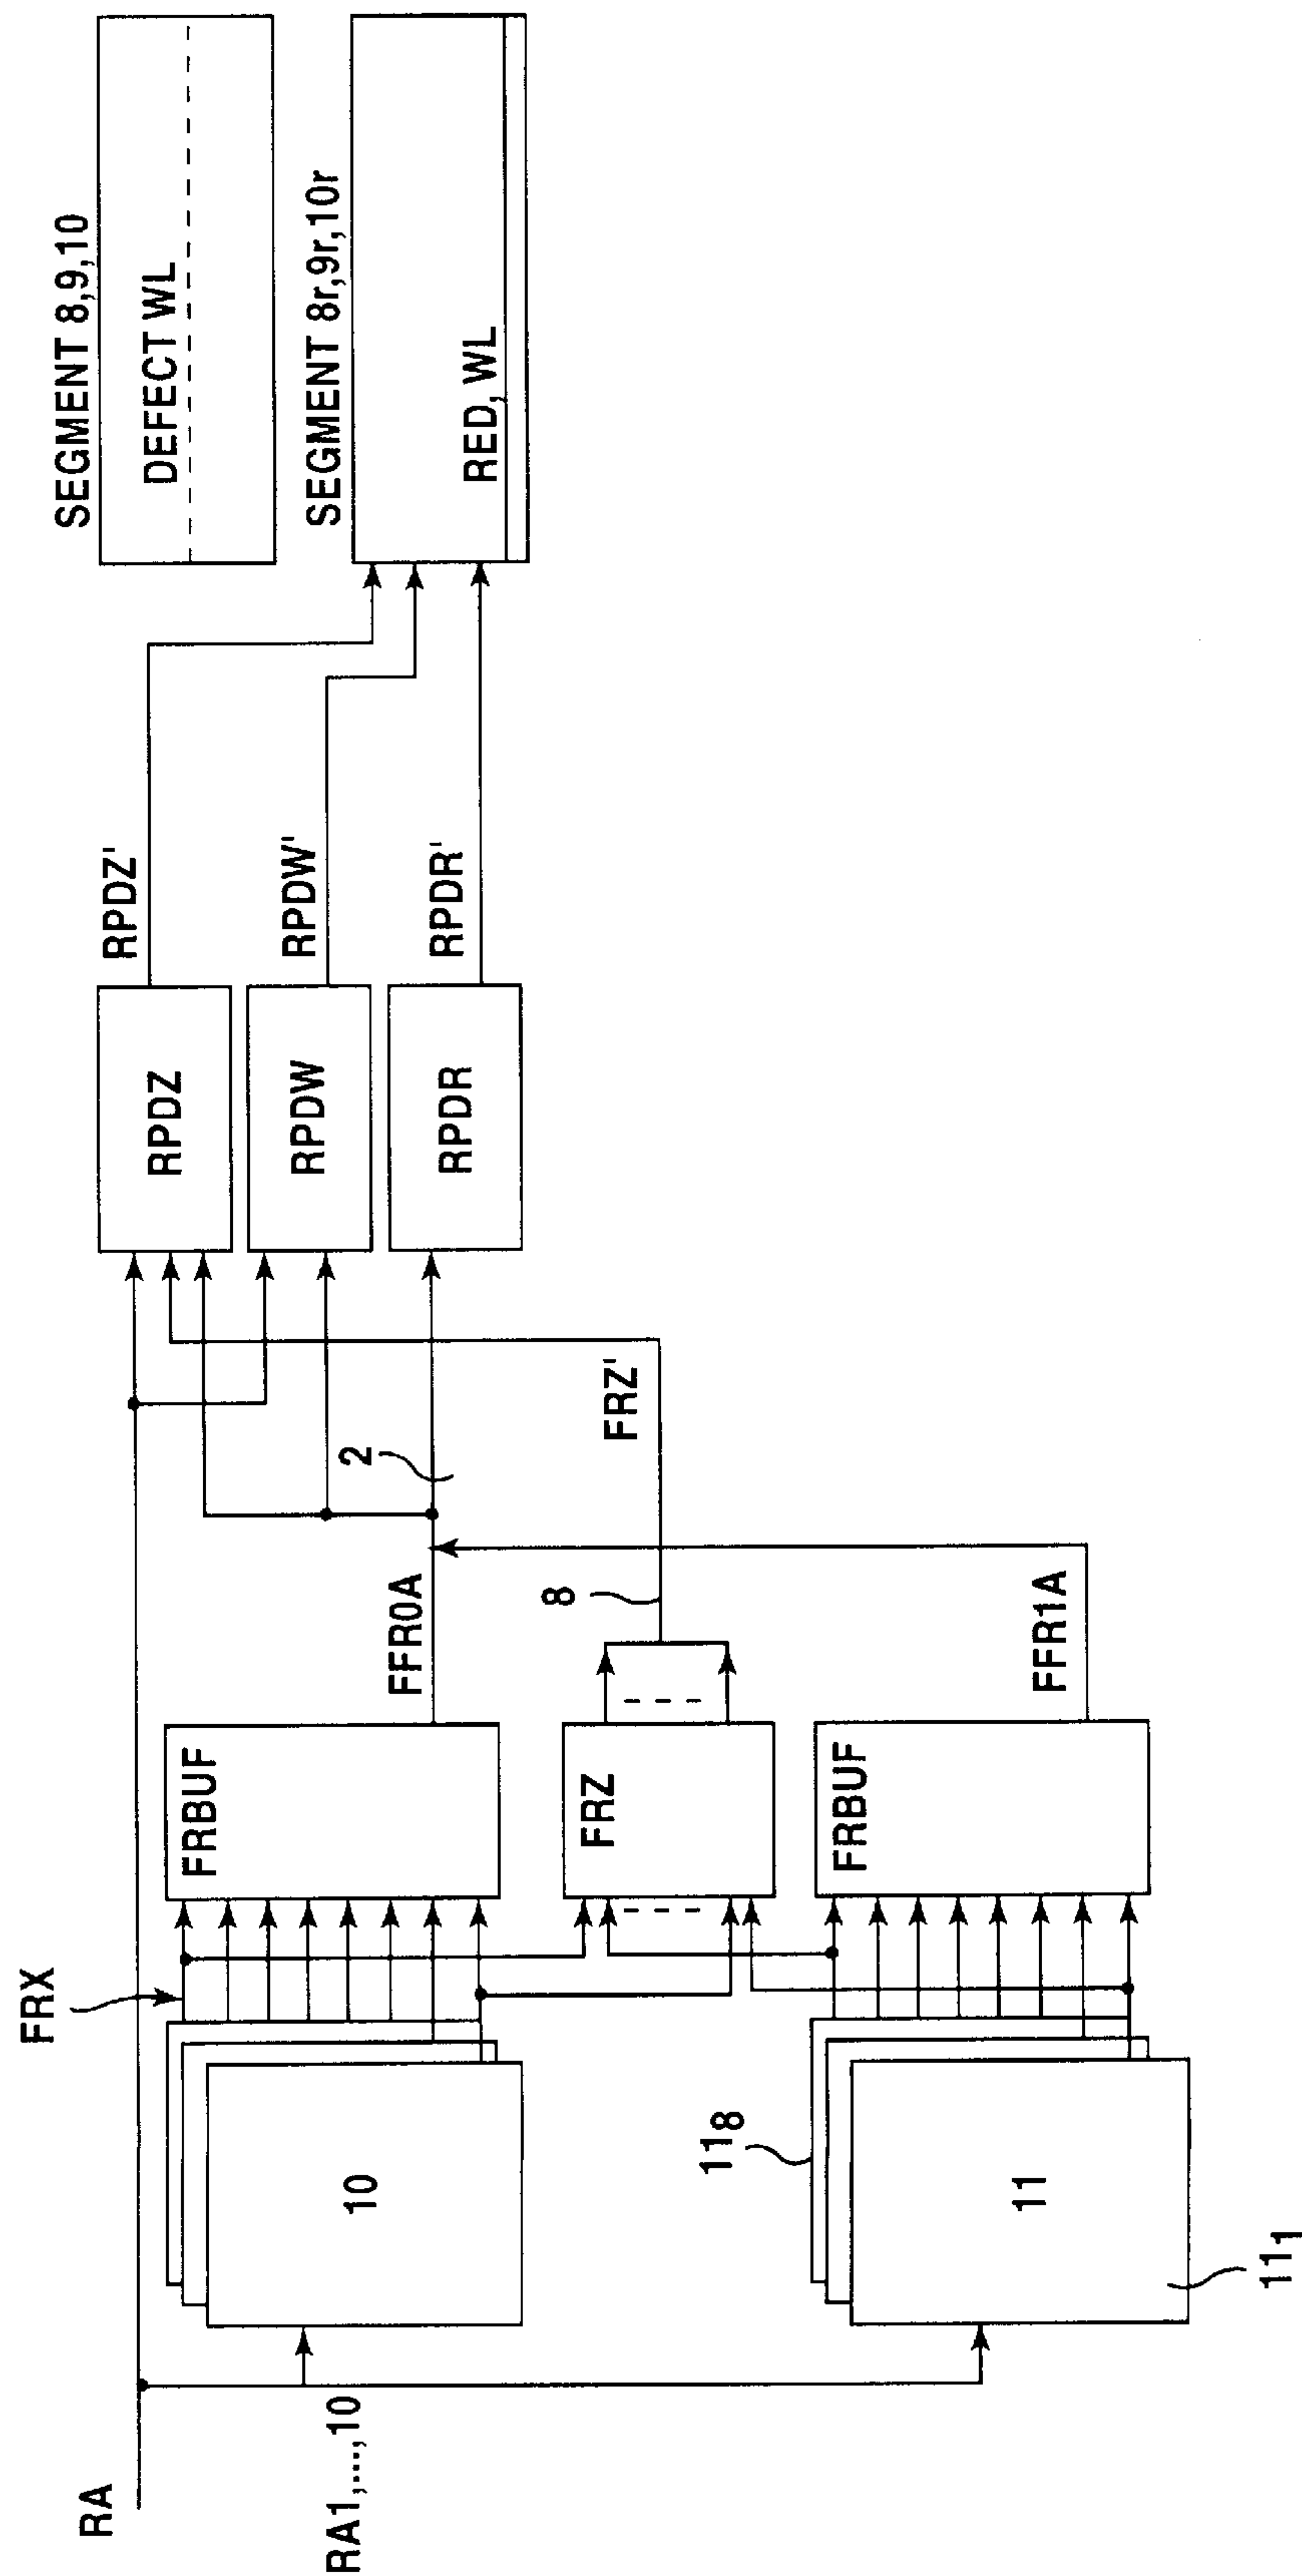 RA
RA1,...,10
FRX
10
11
11₈
11₁
FRBUF
FRZ
FRBUF
FFR0A
8
FFR1A
2
FRZ'
RPDZ
RPDW
RPDR
RPDZ'
RPDW'
RPDR'
SEGMENT 8,9,10
DEFECT WL
SEGMENT 8r,9r,10r
RED, WL